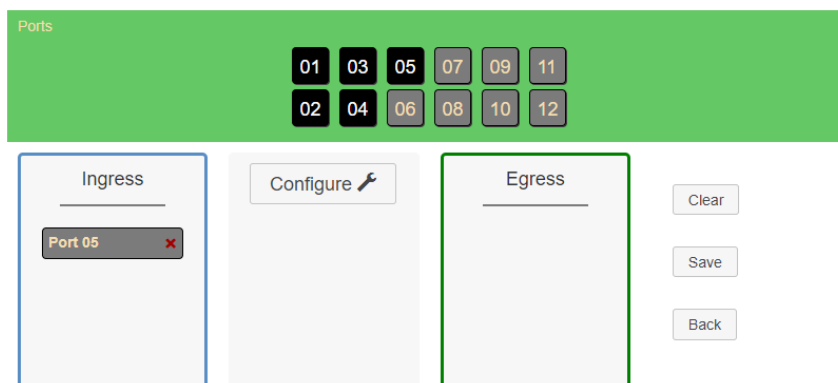 Ports
01 03 05 07 09 11
02 04 06 08 10 12
Ingress
Configure
Egress
Port 05
Clear
Save
Back